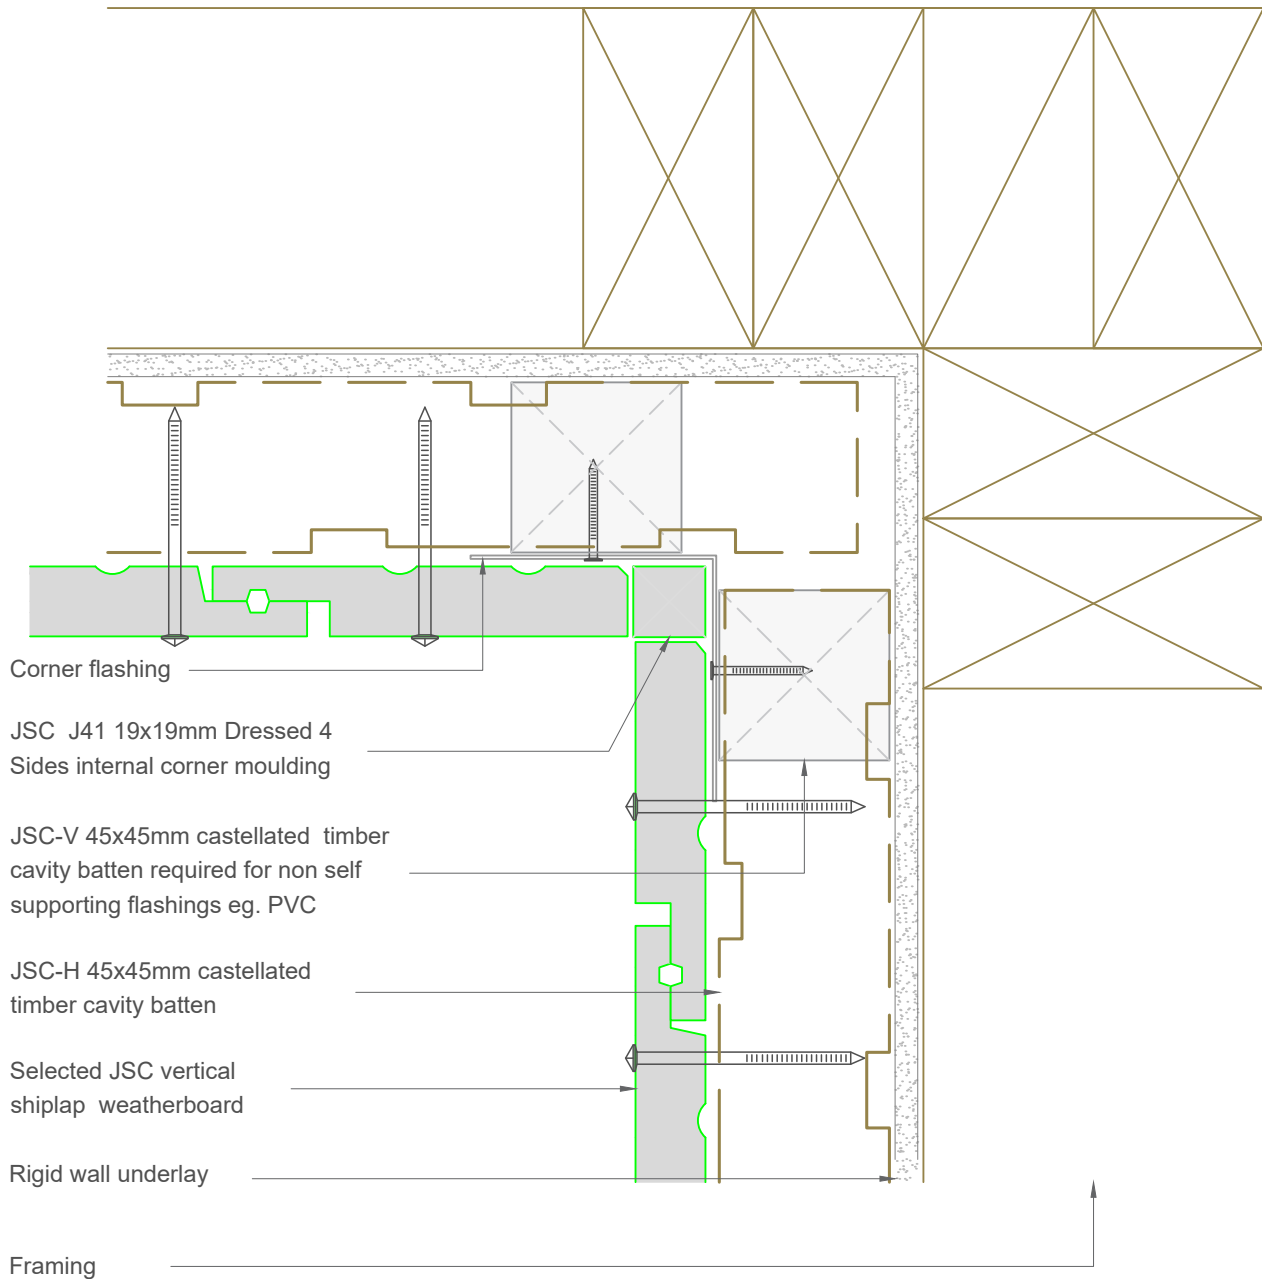 Corner flashing
JSC  J41 19x19mm Dressed 4
Sides internal corner moulding
JSC-V 45x45mm castellated  timber
cavity batten required for non self
supporting flashings eg. PVC
JSC-H 45x45mm castellated
timber cavity batten
Selected JSC vertical
shiplap  weatherboard
Rigid wall underlay
Framing